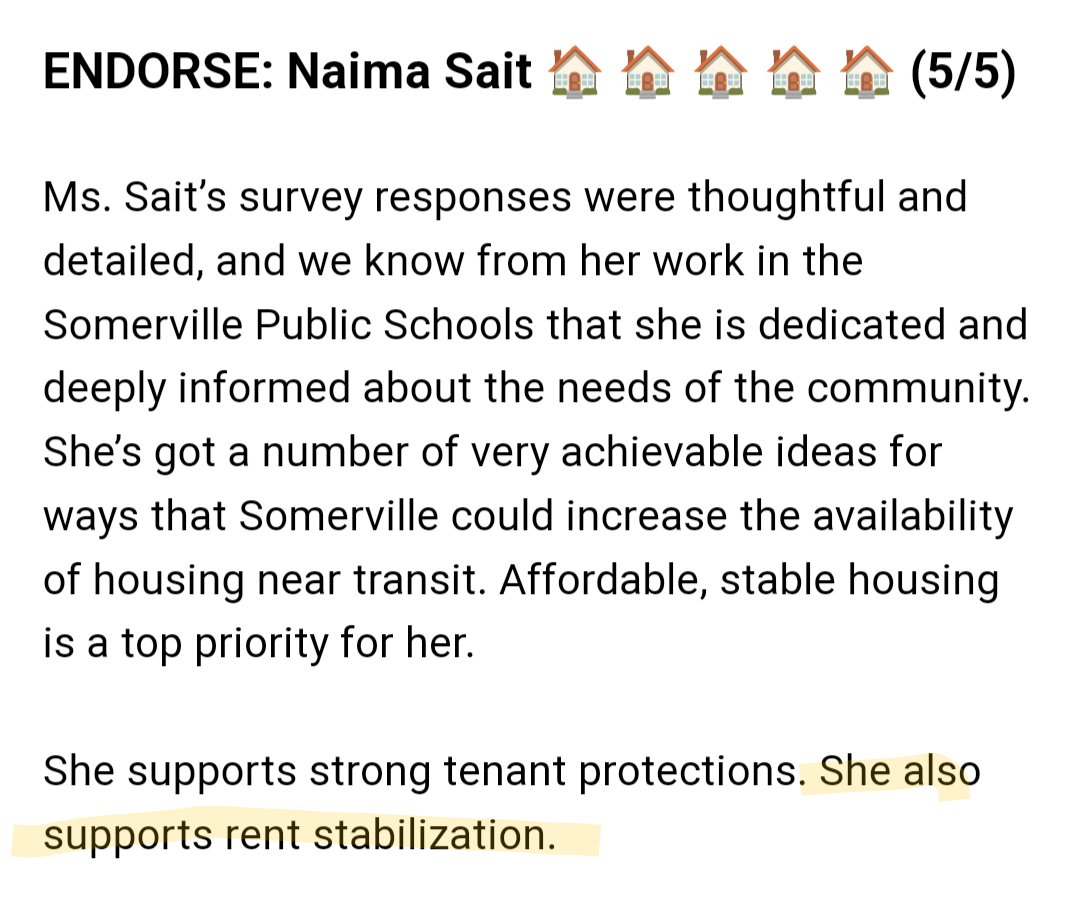 ENDORSE: Naima Sait 🏠 🏠 🏠 🏠 🏠 (5/5)
Ms. Sait’s survey responses were thoughtful and
detailed, and we know from her work in the
Somerville Public Schools that she is dedicated and
deeply informed about the needs of the community.
She’s got a number of very achievable ideas for
ways that Somerville could increase the availability
of housing near transit. Affordable, stable housing
is a top priority for her.
She supports strong tenant protections. She also
supports rent stabilization.